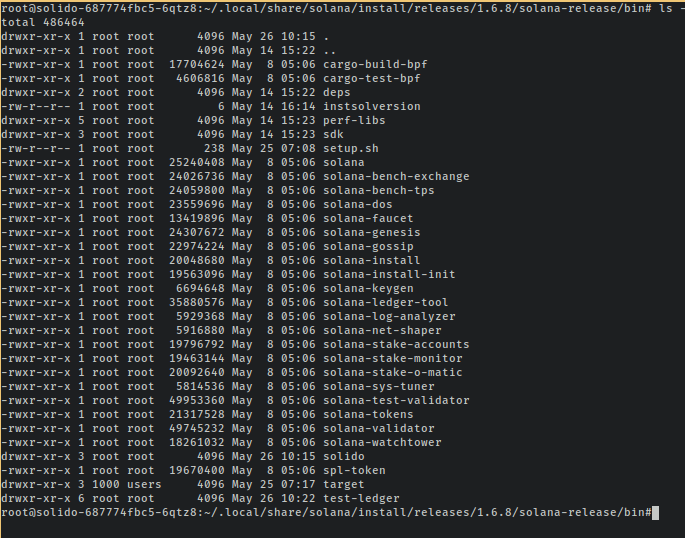 root@solido-687774fbc5-6qtz8:~/.local/share/solana/install/releases/1.6.8/solana-release/bin# ls -
total 486464
drwxr-xr-x 1 root root     4096 May 26 10:15 .
drwxr-xr-x 1 root root     4096 May 14 15:22 ..
-rwxr-xr-x 1 root root 17704624 May  8 05:06 cargo-build-bpf
-rwxr-xr-x 1 root root  4606816 May  8 05:06 cargo-test-bpf
drwxr-xr-x 2 root root     4096 May 14 15:22 deps
-rw-r--r-- 1 root root        6 May 14 16:14 instsolversion
drwxr-xr-x 5 root root     4096 May 14 15:23 perf-libs
drwxr-xr-x 3 root root     4096 May 14 15:23 sdk
-rw-r--r-- 1 root root      238 May 25 07:08 setup.sh
-rwxr-xr-x 1 root root 25240408 May  8 05:06 solana
-rwxr-xr-x 1 root root 24026736 May  8 05:06 solana-bench-exchange
-rwxr-xr-x 1 root root 24059800 May  8 05:06 solana-bench-tps
-rwxr-xr-x 1 root root 23559696 May  8 05:06 solana-dos
-rwxr-xr-x 1 root root 13419896 May  8 05:06 solana-faucet
-rwxr-xr-x 1 root root 24307672 May  8 05:06 solana-genesis
-rwxr-xr-x 1 root root 22974224 May  8 05:06 solana-gossip
-rwxr-xr-x 1 root root 20048680 May  8 05:06 solana-install
-rwxr-xr-x 1 root root 19563096 May  8 05:06 solana-install-init
-rwxr-xr-x 1 root root  6694648 May  8 05:06 solana-keygen
-rwxr-xr-x 1 root root 35880576 May  8 05:06 solana-ledger-tool
-rwxr-xr-x 1 root root  5929368 May  8 05:06 solana-log-analyzer
-rwxr-xr-x 1 root root  5916880 May  8 05:06 solana-net-shaper
-rwxr-xr-x 1 root root 19796792 May  8 05:06 solana-stake-accounts
-rwxr-xr-x 1 root root 19463144 May  8 05:06 solana-stake-monitor
-rwxr-xr-x 1 root root 20092640 May  8 05:06 solana-stake-o-matic
-rwxr-xr-x 1 root root  5814536 May  8 05:06 solana-sys-tuner
-rwxr-xr-x 1 root root 49953360 May  8 05:06 solana-test-validator
-rwxr-xr-x 1 root root 21317528 May  8 05:06 solana-tokens
-rwxr-xr-x 1 root root 49745232 May  8 05:06 solana-validator
-rwxr-xr-x 1 root root 18261032 May  8 05:06 solana-watchtower
drwxr-xr-x 3 root root     4096 May 26 10:15 solido
-rwxr-xr-x 1 root root 19670400 May  8 05:06 spl-token
drwxr-xr-x 3 1000 users    4096 May 25 07:17 target
drwxr-xr-x 6 root root     4096 May 26 10:22 test-ledger
root@solido-687774fbc5-6qtz8:~/.local/share/solana/install/releases/1.6.8/solana-release/bin#